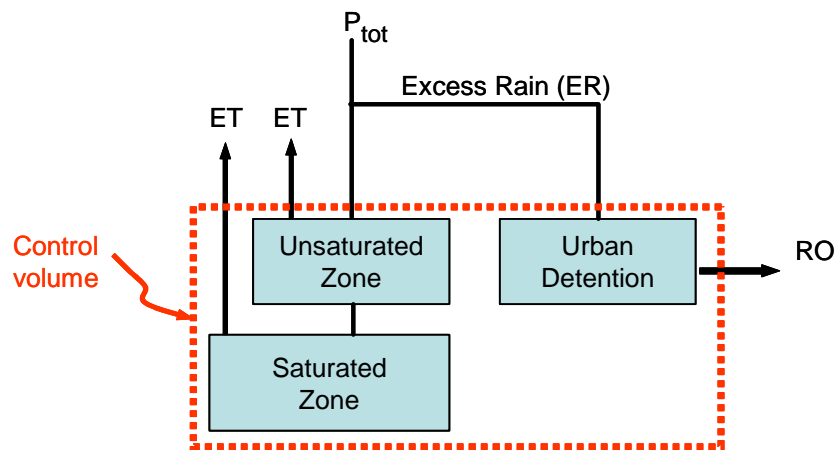 P_tot
Excess Rain (ER)
ET
ET
Control
volume
Unsaturated
Zone
Urban
Detention
RO
Saturated
Zone